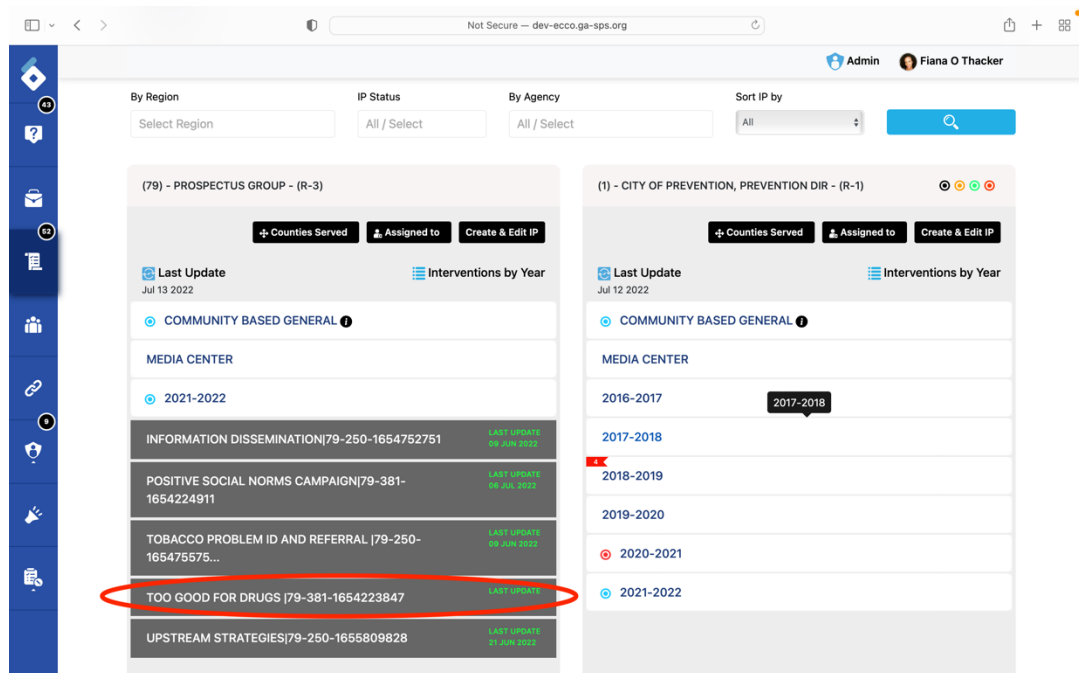 Not Secure — dev-ecco.ga-sps.org
Admin
Fiana O Thacker
43
52
9
By Region
IP Status
By Agency
Sort IP by
Select Region
All / Select
All / Select
All
(79) - PROSPECTUS GROUP - (R-3)
Counties Served
Assigned to
Create & Edit IP
Last Update
Interventions by Year
Jul 13 2022
COMMUNITY BASED GENERAL
MEDIA CENTER
2021-2022
INFORMATION DISSEMINATION|79-250-1654752751
LAST UPDATE
09 JUN 2022
POSITIVE SOCIAL NORMS CAMPAIGN|79-381-
1654224911
LAST UPDATE
06 JUL 2022
TOBACCO PROBLEM ID AND REFERRAL |79-250-
165475575...
LAST UPDATE
09 JUN 2022
TOO GOOD FOR DRUGS |79-381-1654223847
LAST UPDATE
UPSTREAM STRATEGIES|79-250-1655809828
LAST UPDATE
21 JUN 2022
(1) - CITY OF PREVENTION, PREVENTION DIR - (R-1)
Counties Served
Assigned to
Create & Edit IP
Last Update
Interventions by Year
Jul 12 2022
COMMUNITY BASED GENERAL
MEDIA CENTER
2016-2017
2017-2018
2017-2018
4
2018-2019
2019-2020
2020-2021
2021-2022